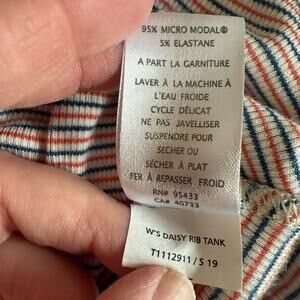 95% MICRO MODAL®
5% ELASTANE
A PART LA GARNITURE
LAVER À LA MACHINE À
L'EAU FROIDE
CYCLE DÉLICAT
NE PAS JAVELLISER
SUSPENDRE POUR
SECHER OU
SÉCHER À PLAT
FER À REPASSER FROID
RN# 95433
CA# 40733
W'S DAISY RIB TANK
T1112911 / S 19